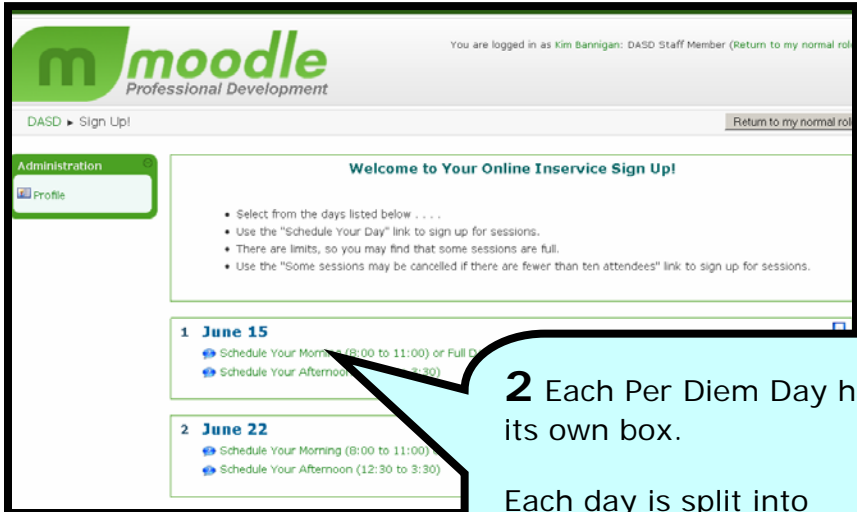 m moodle
Professional Development
You are logged in as Kim Bannigan: DASD Staff Member (Return to my normal
DASD ► Sign Up!
Return to my normal
Administration
Profile
Welcome to Your Online Inservice Sign Up!
• Select from the days listed below . . . .
• Use the "Schedule Your Day" link to sign up for sessions.
• There are limits, so you may find that some sessions are full.
• Use the "Some sessions may be cancelled if there are fewer than ten attendees" link to sign up for sessions.
1 June 15
Schedule Your Morning (8:00 to 11:00) or Full
Schedule Your Afternoon 3:30)
2 June 22
Schedule Your Morning (8:00 to 11:00)
Schedule Your Afternoon (12:30 to 3:30)
2 Each Per Diem Day
its own box.
Each day is split into